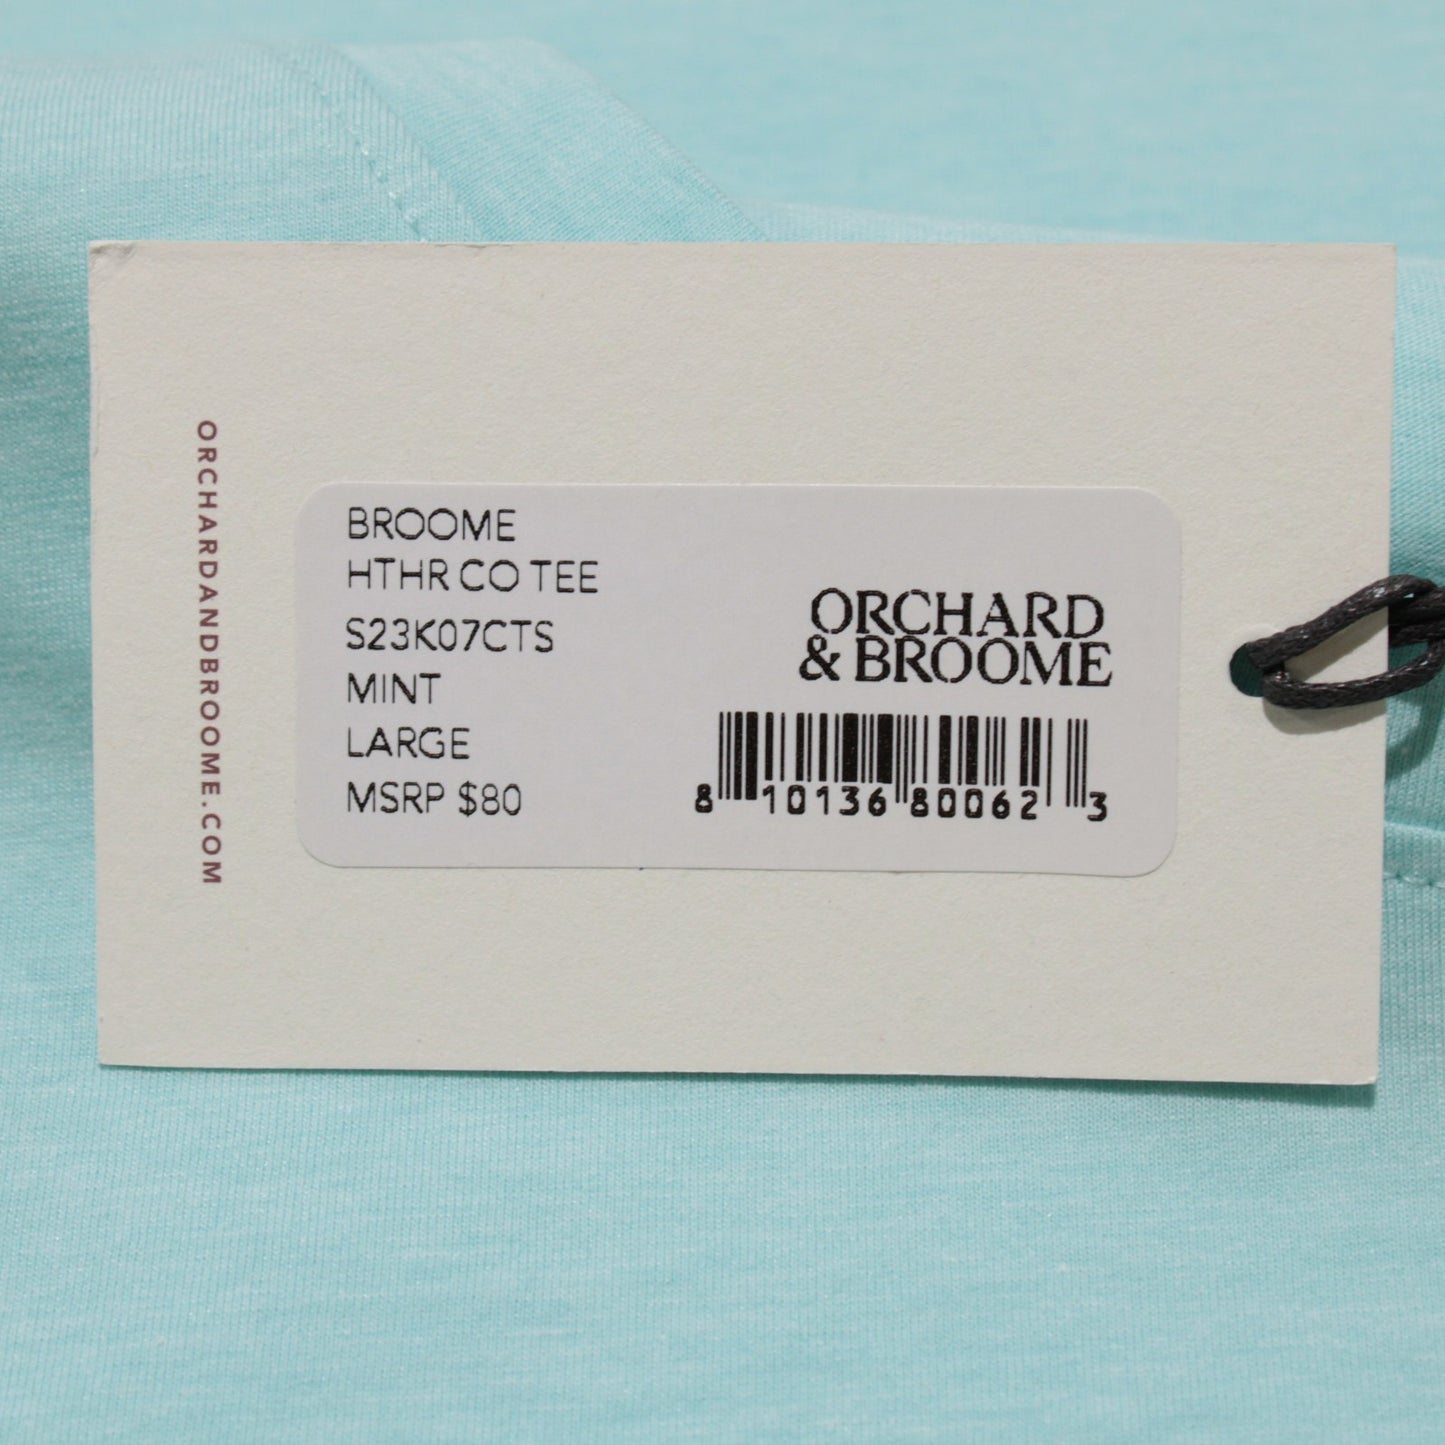 ORCHARDANDBROOME.COM
BROOME
HTHR CO TEE
S23K07CTS
MINT
LARGE
MSRP $80
ORCHARD
& BROOME
8 10136 80062 3